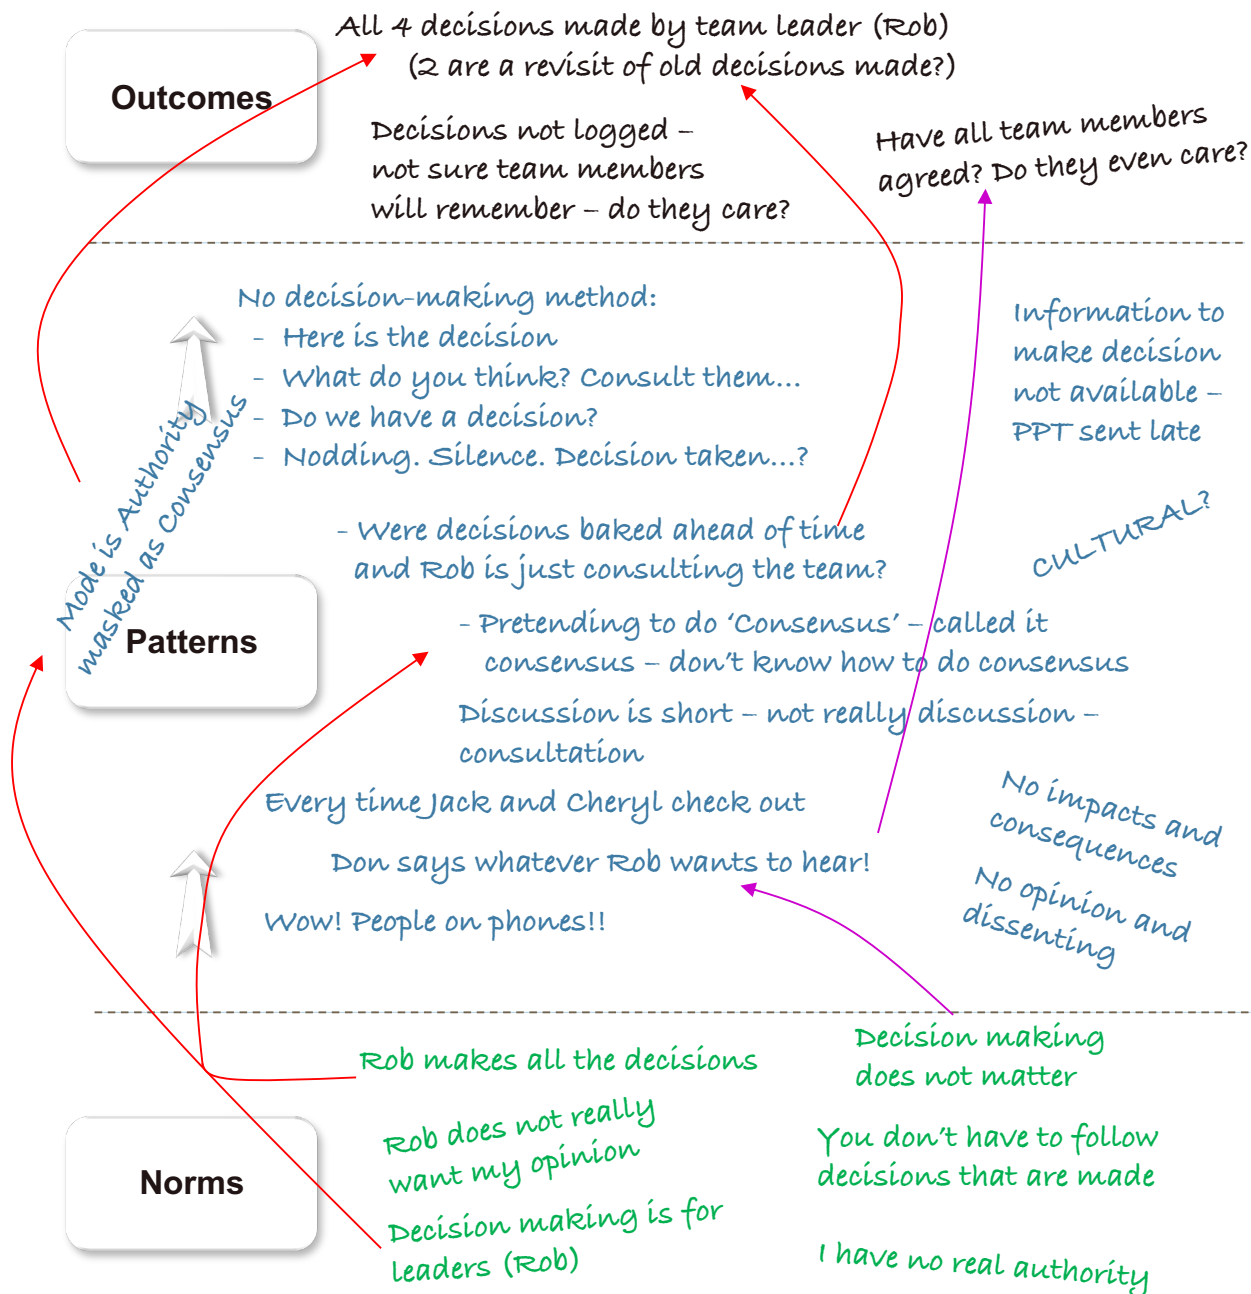 All 4 decisions made by team leader (Rob)
(2 are a revisit of old decisions made?)
Outcomes
Decisions not logged –
not sure team members
will remember – do they care?
Have all team members
agreed? Do they even care?
No decision-making method:
- Here is the decision
- What do you think? Consult them...
- Do we have a decision?
- Nodding. Silence. Decision taken...?
Information to
make decision
not available –
PPT sent late
Mode is Authority
masked as Consensus
CULTURAL?
- Were decisions baked ahead of time
and Rob is just consulting the team?
Patterns
- Pretending to do ‘Consensus’ – called it
consensus – don’t know how to do consensus
Discussion is short – not really discussion –
consultation
Every time Jack and Cheryl check out
No impacts and
consequences
Don says whatever Rob wants to hear!
No opinion and
dissenting
Wow! People on phones!!
Rob makes all the decisions
Decision making
does not matter
Rob does not really
want my opinion
You don’t have to follow
decisions that are made
Norms
Decision making is for
leaders (Rob)
I have no real authority